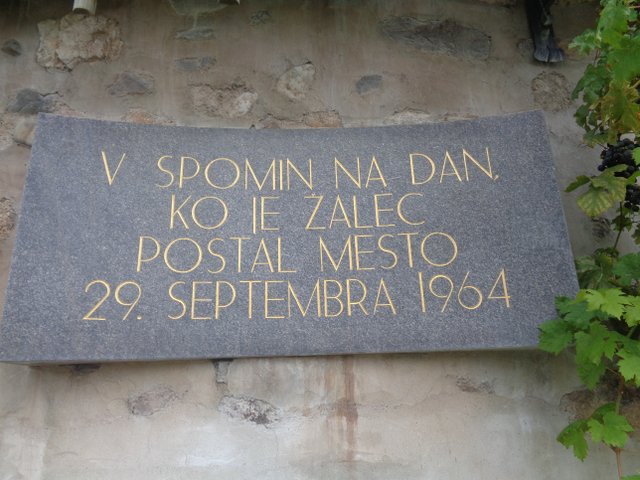 V SPOMIN NA DAN,
KO JE ŽALEC
POSTAL MESTO
29. SEPTEMBRA 1964